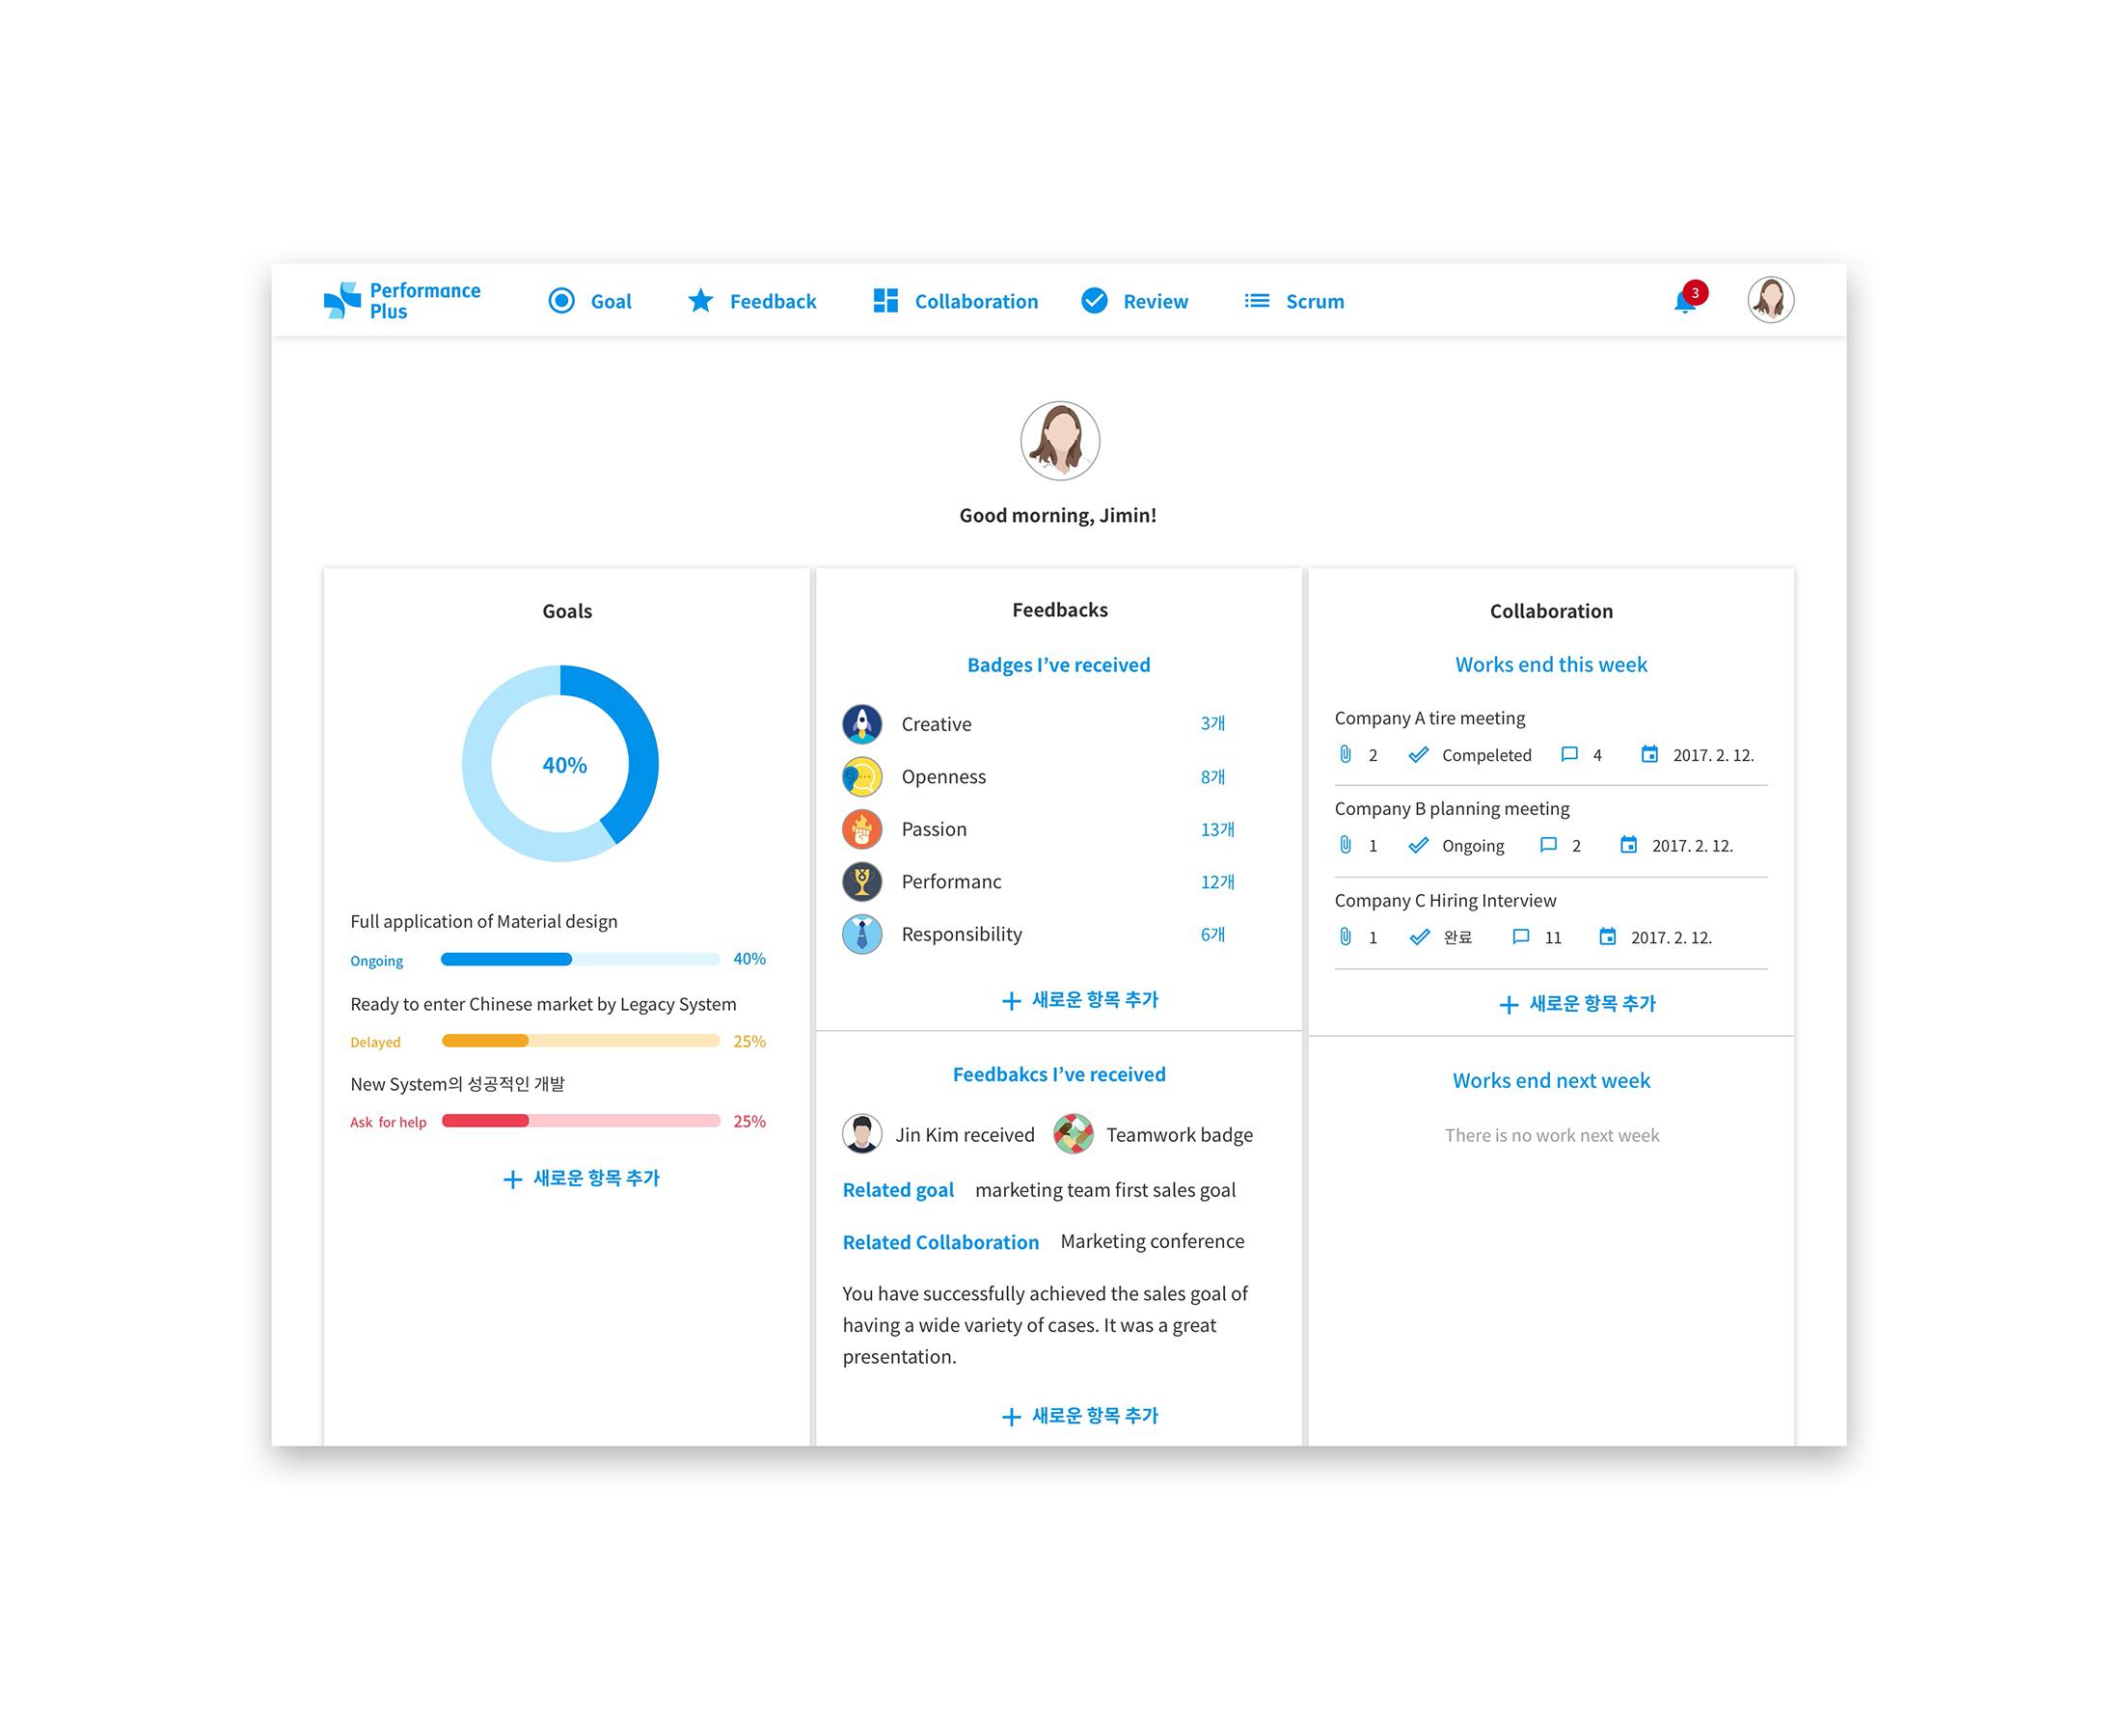 Performance
Plus
Goal
Feedback
Collaboration
Review
Scrum
3
Good morning, Jimin!
Goals
40%
Full application of Material design
Ongoing 40%
Ready to enter Chinese market by Legacy System
Delayed 25%
New System의 성공적인 개발
Ask for help 25%
새로운 항목 추가
Feedbacks
Badges I’ve received
Creative 3개
Openness 8개
Passion 13개
Performanc 12개
Responsibility 6개
새로운 항목 추가
Feedbakcs I’ve received
Jin Kim received Teamwork badge
Related goal marketing team first sales goal
Related Collaboration Marketing conference
You have successfully achieved the sales goal of
having a wide variety of cases. It was a great
presentation.
새로운 항목 추가
Collaboration
Works end this week
Company A tire meeting
2 Compeleted 4 2017. 2. 12.
Company B planning meeting
1 Ongoing 2 2017. 2. 12.
Company C Hiring Interview
1 완료 11 2017. 2. 12.
새로운 항목 추가
Works end next week
There is no work next week